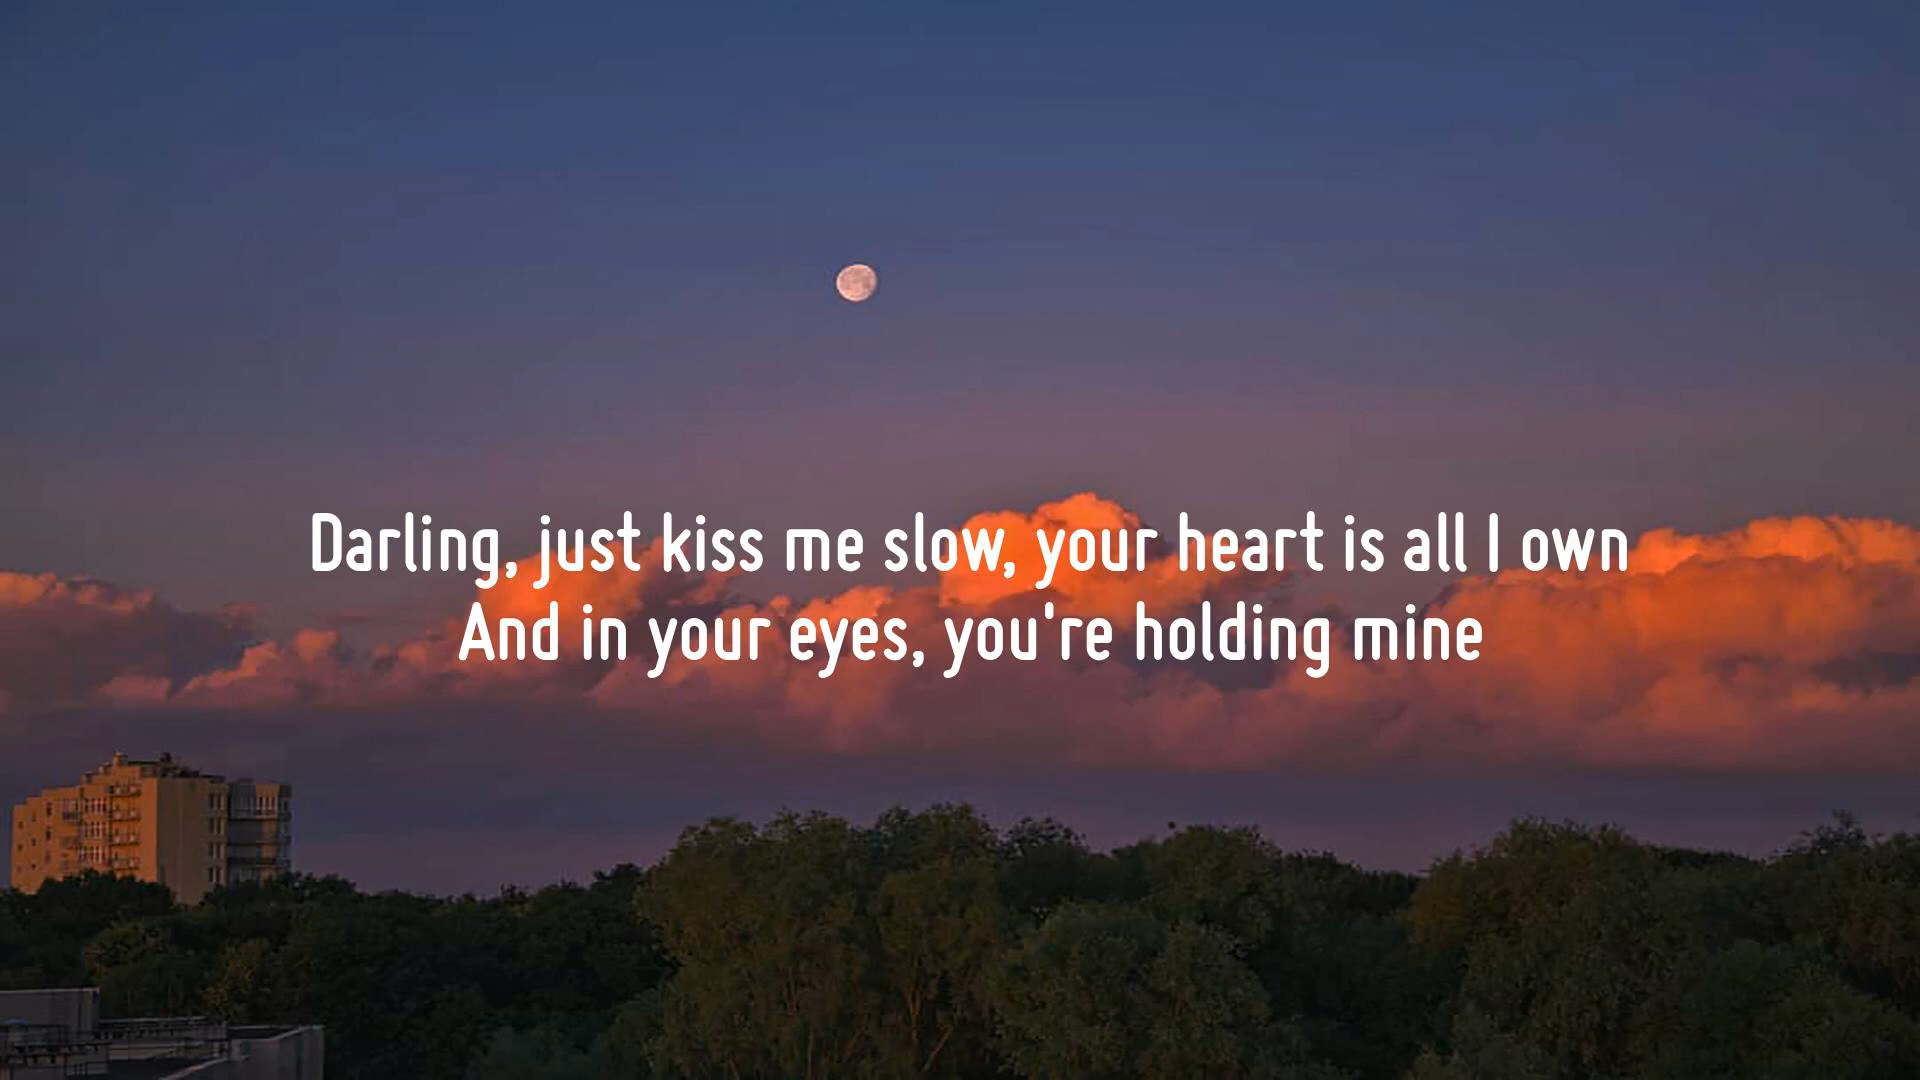 Darling, just kiss me slow, your heart is all I own
And in your eyes, you're holding mine